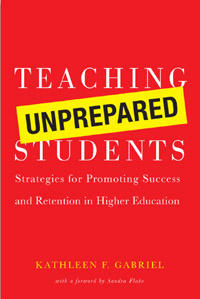 TEACHING
UNPREPARED
STUDENTS
Strategies for Promoting Success
and Retention in Higher Education
KATHLEEN F. GABRIEL
with a foreword by Sandra Flake